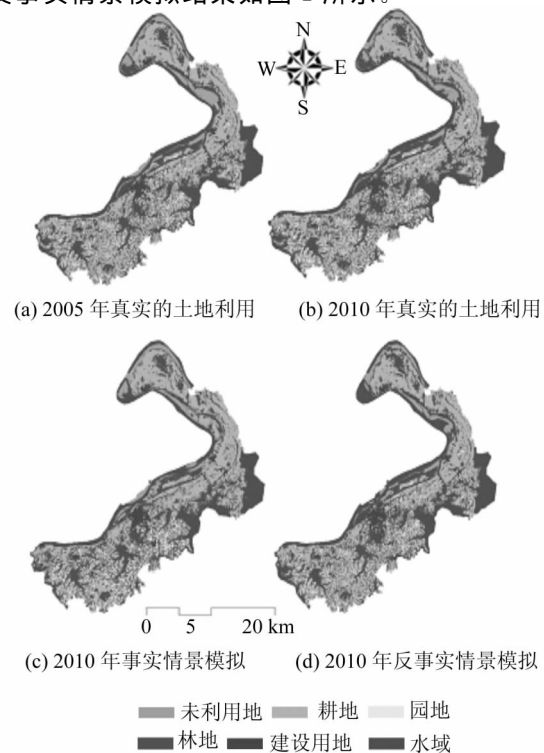 事实情景模拟结果如图
N
W E
S
(a) 2005 年真实的土地利用 (b) 2010 年真实的土地利用
0 5 20 km
(c) 2010 年事实情景模拟 (d) 2010 年反事实情景模拟
未利用地 耕地 园地
林地 建设用地 水域